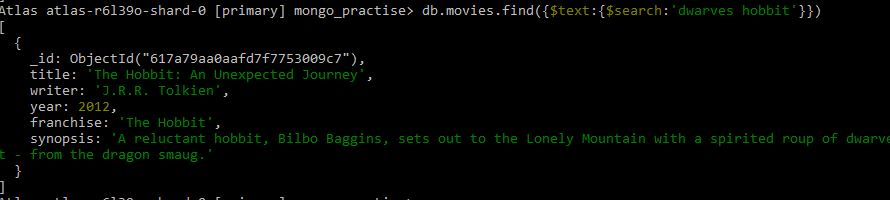 Atlas atlas-r6l39o-shard-0 [primary] mongo_practise> db.movies.find({$text:{$search:'dwarves hobbit'}})
[
  {
    _id: ObjectId("617a79aa0aafd7f7753009c7"),
    title: 'The Hobbit: An Unexpected Journey',
    writer: 'J.R.R. Tolkien',
    year: 2012,
    franchise: 'The Hobbit',
    synopsis: 'A reluctant hobbit, Bilbo Baggins, sets out to the Lonely Mountain with a spirited roup of dwarve
t - from the dragon smaug.'
  }
]